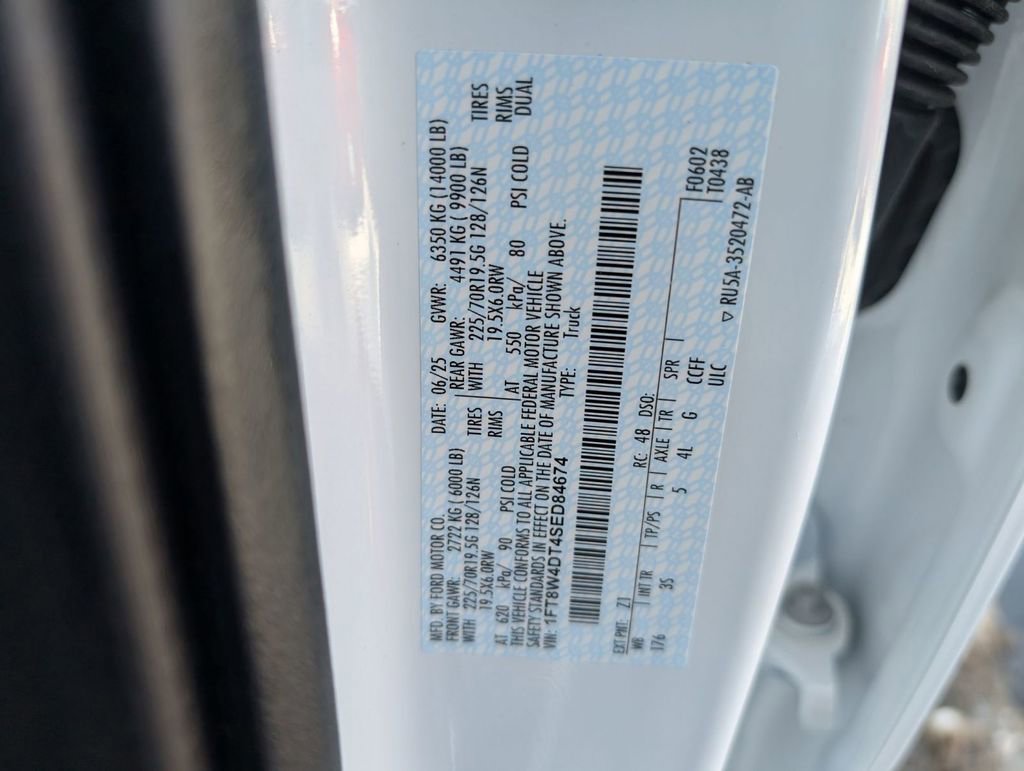 MFD. BY FORD MOTOR CO. DATE: 06/25 GVWR: 6350 KG (14000 LB)
FRONT GAWR: 2722 KG (6000 LB) REAR GAWR: 4491 KG (9900 LB)
WITH 225/70R19.5G 128/126N TIRES WITH 225/70R19.5G 128/126N TIRES
19.5X6.0RW RIMS 19.5X6.0RW RIMS
AT 620 kPa/ 90 PSI COLD AT 550 kPa/ 80 PSI COLD DUAL
THIS VEHICLE CONFORMS TO ALL APPLICABLE FEDERAL MOTOR VEHICLE
SAFETY STANDARDS IN EFFECT ON THE DATE OF MANUFACTURE SHOWN ABOVE.
VIN: 1FT8W4DT4SED84674 TYPE: Truck
EXT PNT: Z1 RC: 48 DSO: F0602
WB INT TR TP/PS R AXLE TR SPR T0438
176 3S 5 4L G CCFF
ULC ▽ RU5A-3520472-AB